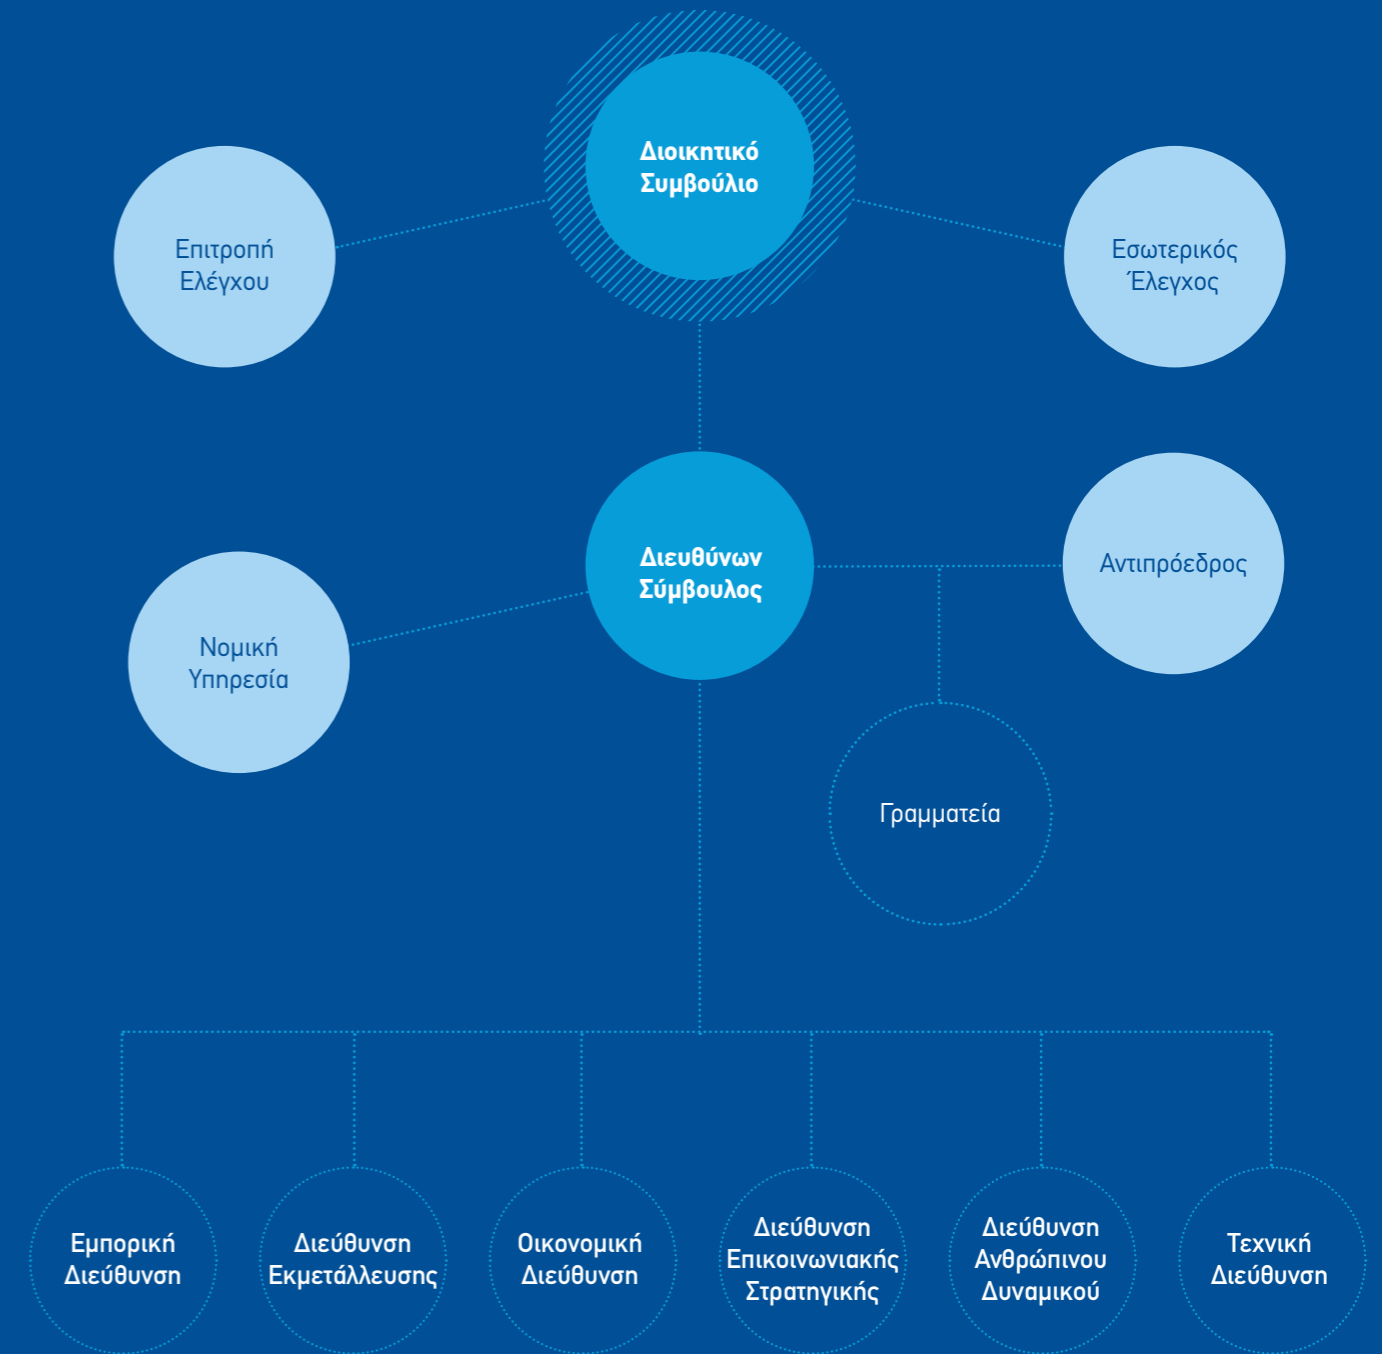 Διοικητικό
Συμβούλιο
Επιτροπή
Ελέγχου
Εσωτερικός
Έλεγχος
Διευθύνων
Σύμβουλος
Αντιπρόεδρος
Νομική
Υπηρεσία
Γραμματεία
Εμπορική
Διεύθυνση
Διεύθυνση
Εκμετάλλευσης
Οικονομική
Διεύθυνση
Διεύθυνση
Επικοινωνιακής
Στρατηγικής
Διεύθυνση
Ανθρώπινου
Δυναμικού
Τεχνική
Διεύθυνση